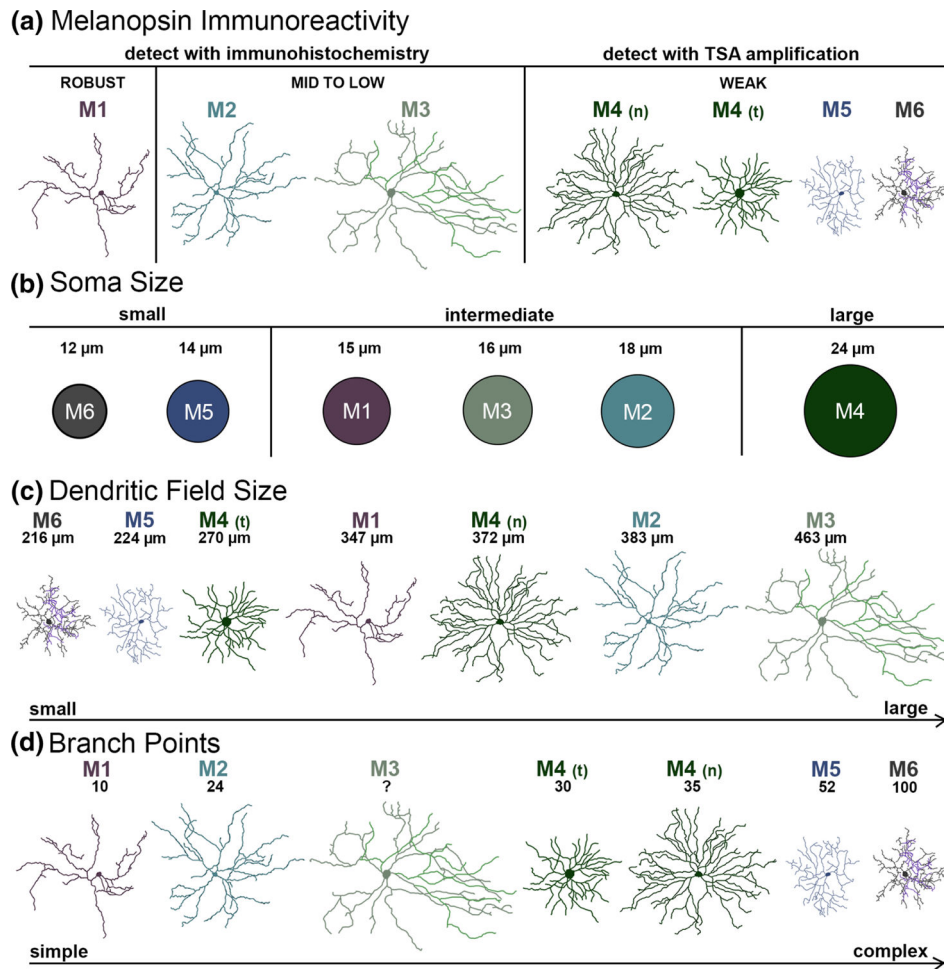 (a) Melanopsin Immunoreactivity
detect with immunohistochemistry detect with TSA amplification
ROBUST MID TO LOW WEAK
M1 M2 M3 M4 (n) M4 (t) M5 M6
(b) Soma Size
small intermediate large
12 µm 14 µm 15 µm 16 µm 18 µm 24 µm
M6 M5 M1 M3 M2 M4
(c) Dendritic Field Size
M6 M5 M4 (t) M1 M4 (n) M2 M3
216 µm 224 µm 270 µm 347 µm 372 µm 383 µm 463 µm
small large
(d) Branch Points
M1 M2 M3 M4 (t) M4 (n) M5 M6
10 24 ? 30 35 52 100
simple complex